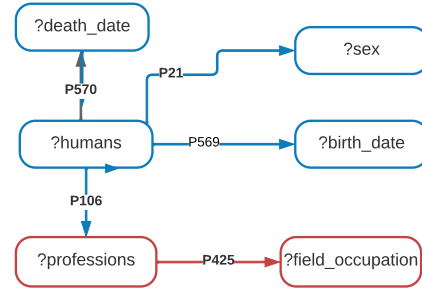 ?death_date
?sex
P21
P570
?humans
P569
?birth_date
P106
?professions
P425
?field_occupation